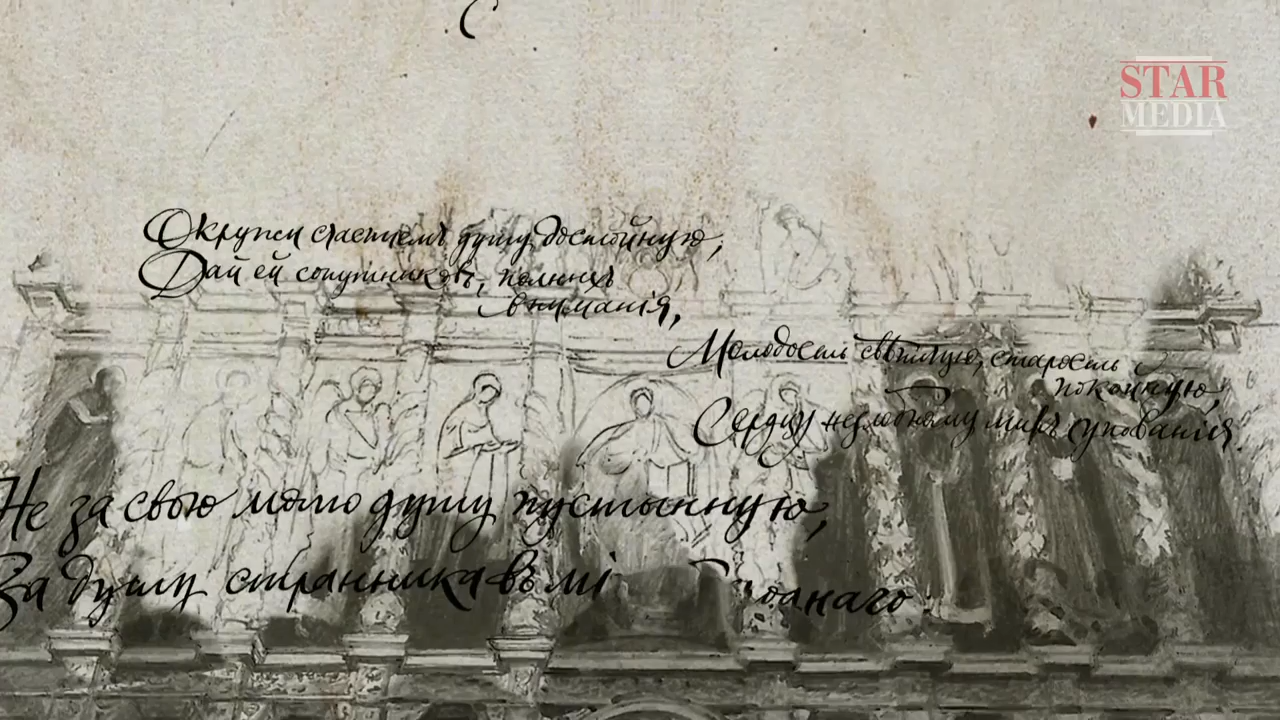 С
STAR
MEDIA
Окружи счастіемъ душу достойную,
Дай ей сопутниковъ, полныхъ
вниманія,
Молодость свѣтлую, старость
покойную,
Сердцу незлобному миръ упованія.
Не за свою молю душу пустынную,
За душу странника въ мі